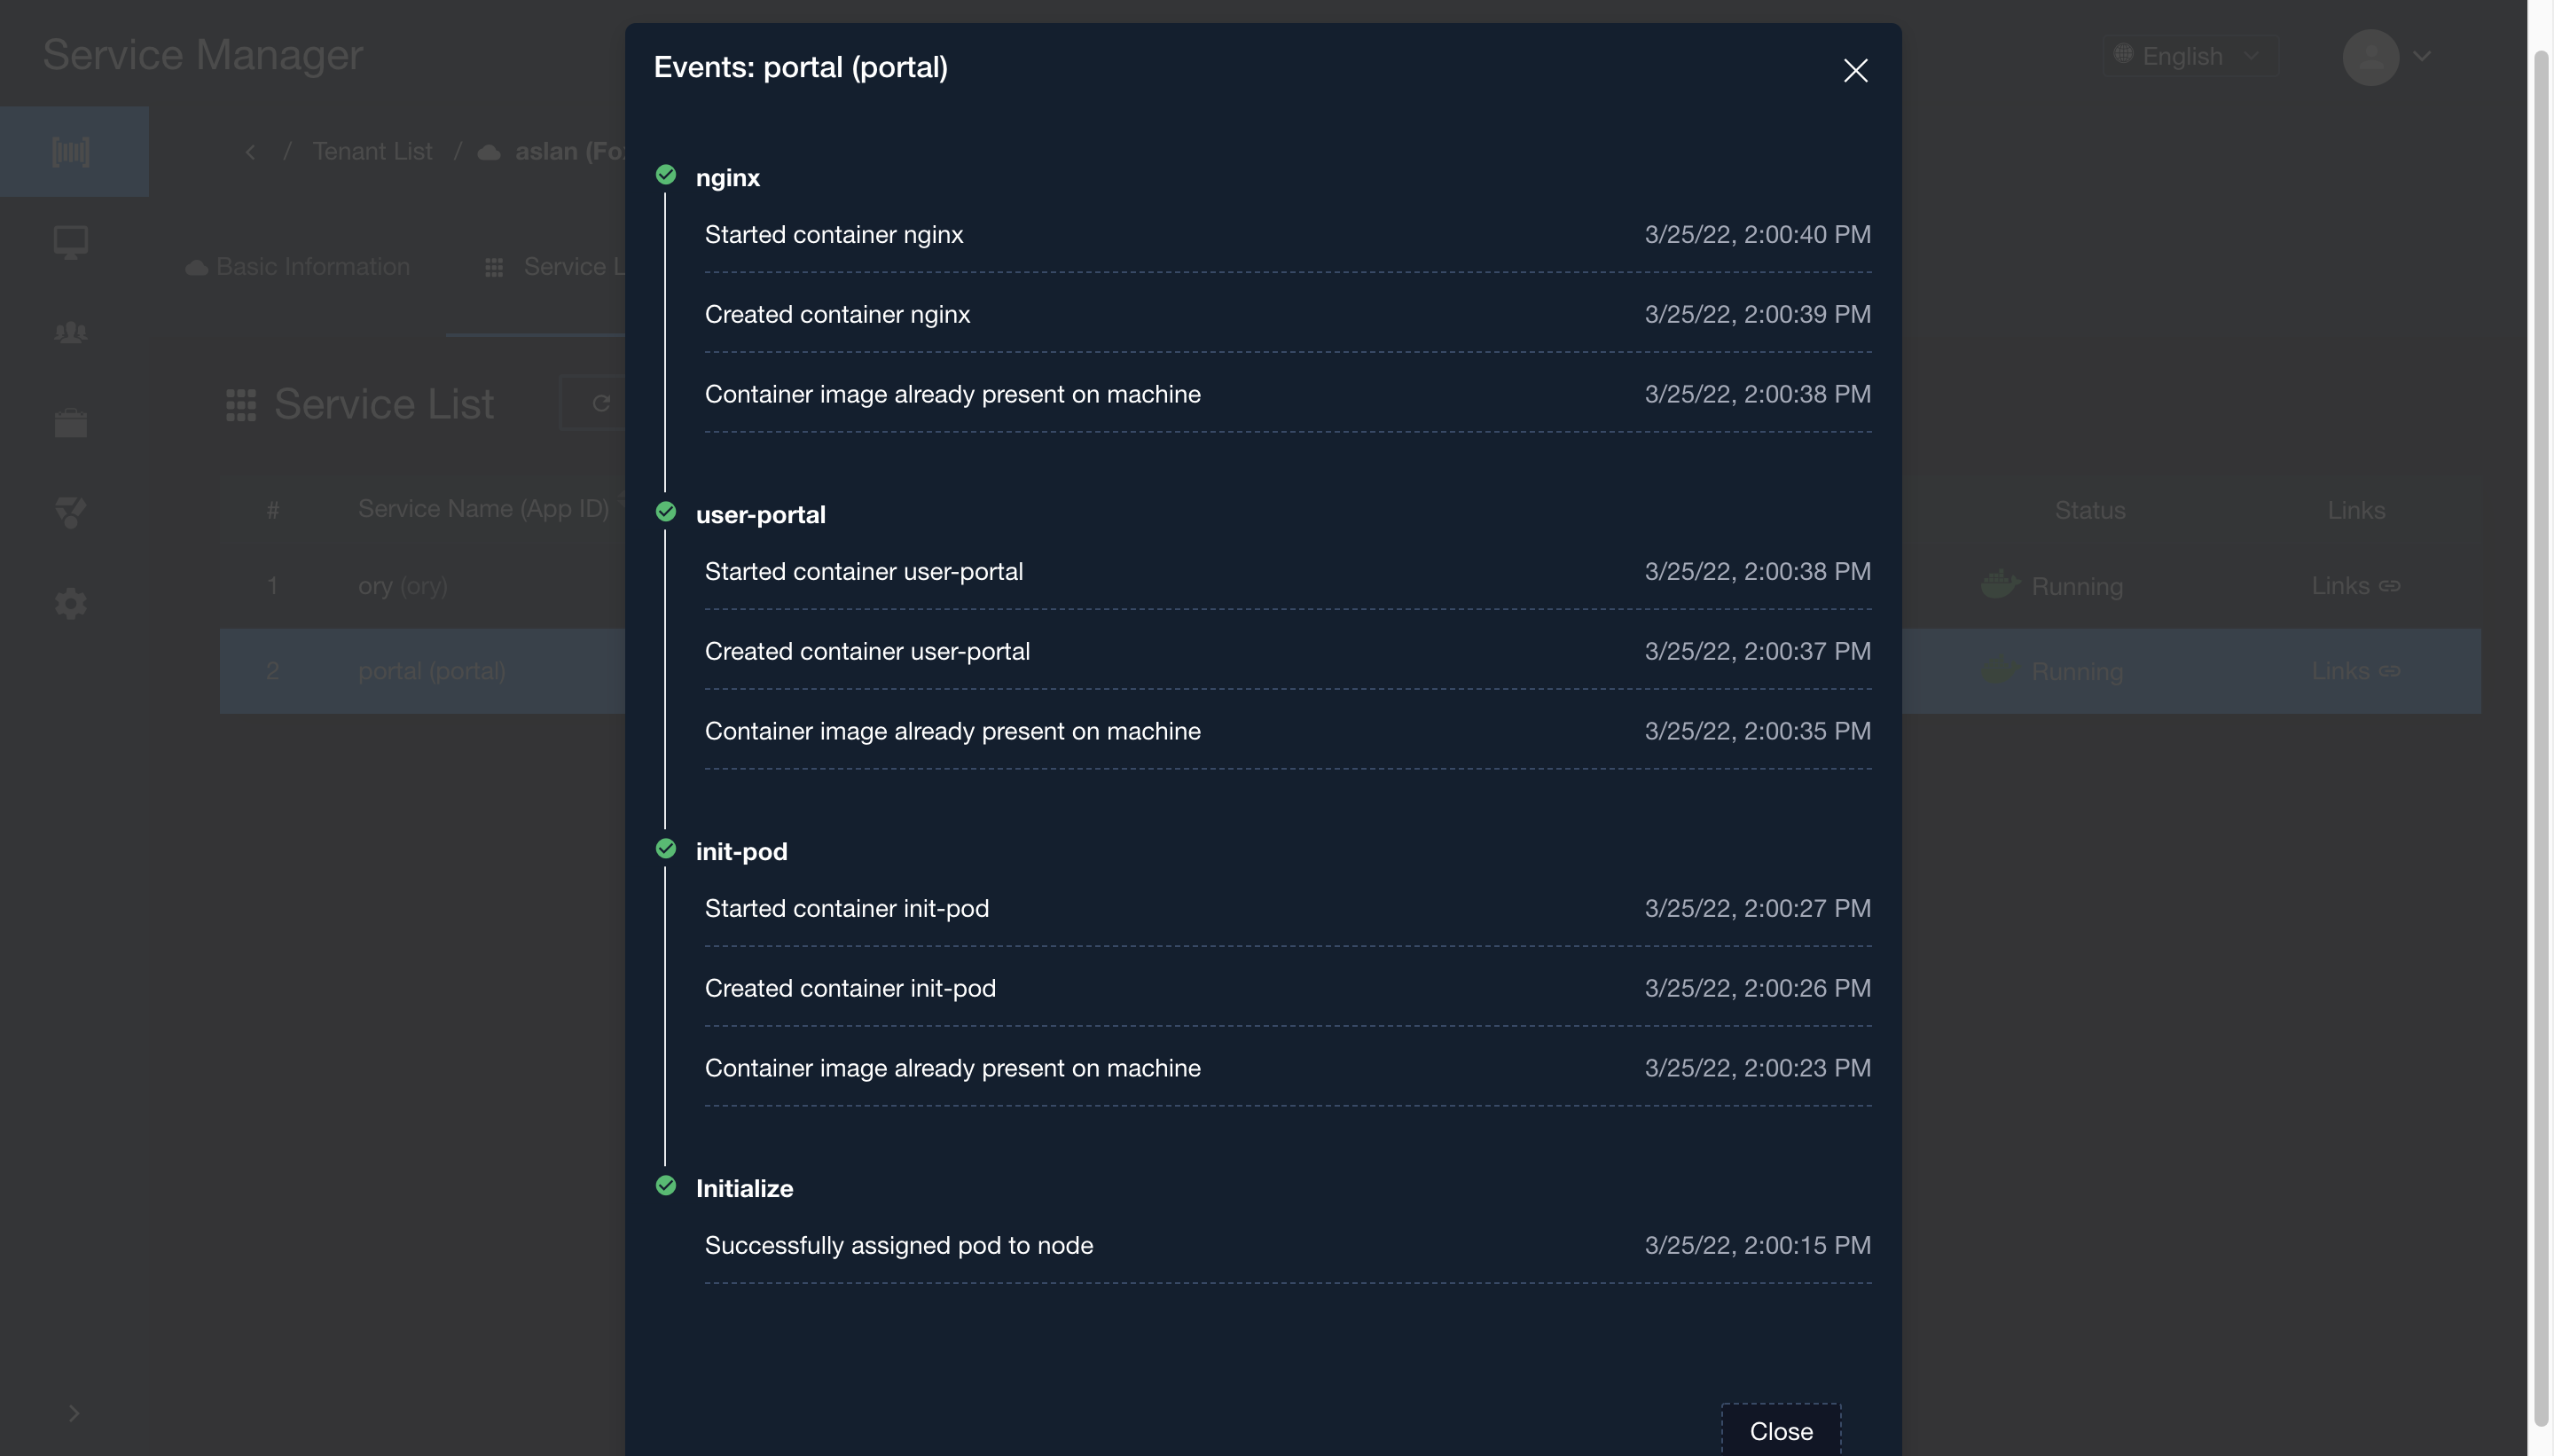 Service Manager
English
/ Tenant List / aslan (Fo
Basic Information
Service L
Service List
# Service Name (App ID) Status Links
1 ory (ory) Running Links
2 portal (portal) Running Links
Events: portal (portal)
nginx
Started container nginx 3/25/22, 2:00:40 PM
Created container nginx 3/25/22, 2:00:39 PM
Container image already present on machine 3/25/22, 2:00:38 PM
user-portal
Started container user-portal 3/25/22, 2:00:38 PM
Created container user-portal 3/25/22, 2:00:37 PM
Container image already present on machine 3/25/22, 2:00:35 PM
init-pod
Started container init-pod 3/25/22, 2:00:27 PM
Created container init-pod 3/25/22, 2:00:26 PM
Container image already present on machine 3/25/22, 2:00:23 PM
Initialize
Successfully assigned pod to node 3/25/22, 2:00:15 PM
Close